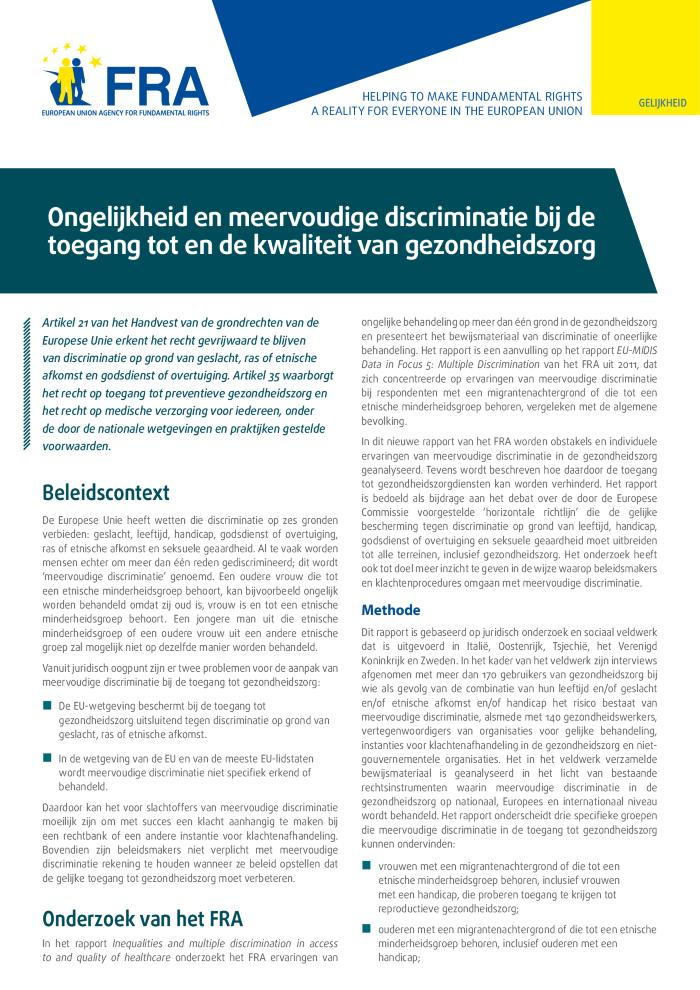 FRA
EUROPEAN UNION AGENCY FOR FUNDAMENTAL RIGHTS
HELPING TO MAKE FUNDAMENTAL RIGHTS
A REALITY FOR EVERYONE IN THE EUROPEAN UNION
GELIJKHEID
Ongelijkheid en meervoudige discriminatie bij de
toegang tot en de kwaliteit van gezondheidszorg
Artikel 21 van het Handvest van de grondrechten van de
Europese Unie erkent het recht gevrijwaard te blijven
van discriminatie op grond van geslacht, ras of etnische
afkomst en godsdienst of overtuiging. Artikel 35 waarborgt
het recht op toegang tot preventieve gezondheidszorg en
het recht op medische verzorging voor iedereen, onder
de door de nationale wetgevingen en praktijken gestelde
voorwaarden.
Beleidscontext
De Europese Unie heeft wetten die discriminatie op zes gronden
verbieden: geslacht, leeftijd, handicap, godsdienst of overtuiging,
ras of etnische afkomst en seksuele geaardheid. Al te vaak worden
mensen echter om meer dan één reden gediscrimineerd; dit wordt
‘meervoudige discriminatie’ genoemd. Een oudere vrouw die tot
een etnische minderheidsgroep behoort, kan bijvoorbeeld ongelijk
worden behandeld omdat zij oud is, vrouw is en tot een etnische
minderheidsgroep behoort. Een jongere man uit die etnische
minderheidsgroep of een oudere vrouw uit een andere etnische
groep zal mogelijk niet op dezelfde manier worden behandeld.
Vanuit juridisch oogpunt zijn er twee problemen voor de aanpak van
meervoudige discriminatie bij de toegang tot gezondheidszorg:
■ De EU-wetgeving beschermt bij de toegang tot
gezondheidszorg uitsluitend tegen discriminatie op grond van
geslacht, ras of etnische afkomst.
■ In de wetgeving van de EU en van de meeste EU-lidstaten
wordt meervoudige discriminatie niet specifiek erkend of
behandeld.
Daardoor kan het voor slachtoffers van meervoudige discriminatie
moeilijk zijn om met succes een klacht aanhangig te maken bij
een rechtbank of een andere instantie voor klachtenafhandeling.
Bovendien zijn beleidsmakers niet verplicht met meervoudige
discriminatie rekening te houden wanneer ze beleid opstellen dat
de gelijke toegang tot gezondheidszorg moet verbeteren.
Onderzoek van het FRA
In het rapport Inequalities and multiple discrimination in access
to and quality of healthcare onderzoekt het FRA ervaringen van
ongelijke behandeling op meer dan één grond in de gezondheidszorg
en presenteert het bewijsmateriaal van discriminatie of oneerlijke
behandeling. Het rapport is een aanvulling op het rapport EU-MIDIS
Data in Focus 5: Multiple Discrimination van het FRA uit 2011, dat
zich concentreerde op ervaringen van meervoudige discriminatie
bij respondenten met een migrantenachtergrond of die tot een
etnische minderheidsgroep behoren, vergeleken met de algemene
bevolking.
In dit nieuwe rapport van het FRA worden obstakels en individuele
ervaringen van meervoudige discriminatie in de gezondheidszorg
geanalyseerd. Tevens wordt beschreven hoe daardoor de toegang
tot gezondheidszorgdiensten kan worden verhinderd. Het rapport
is bedoeld als bijdrage aan het debat over de door de Europese
Commissie voorgestelde ‘horizontale richtlijn’ die de gelijke
bescherming tegen discriminatie op grond van leeftijd, handicap,
godsdienst of overtuiging en seksuele geaardheid moet uitbreiden
tot alle terreinen, inclusief gezondheidszorg. Het onderzoek heeft
ook tot doel meer inzicht te geven in de wijze waarop beleidsmakers
en klachtenprocedures omgaan met meervoudige discriminatie.
Methode
Dit rapport is gebaseerd op juridisch onderzoek en sociaal veldwerk
dat is uitgevoerd in Italië, Oostenrijk, Tsjechië, het Verenigd
Koninkrijk en Zweden. In het kader van het veldwerk zijn interviews
afgenomen met meer dan 170 gebruikers van gezondheidszorg bij
wie als gevolg van de combinatie van hun leeftijd en/of geslacht
en/of etnische afkomst en/of handicap het risico bestaat van
meervoudige discriminatie, alsmede met 140 gezondheidswerkers,
vertegenwoordigers van organisaties voor gelijke behandeling,
instanties voor klachtenafhandeling in de gezondheidszorg en niet-
gouvernementele organisaties. Het in het veldwerk verzamelde
bewijsmateriaal is geanalyseerd in het licht van bestaande
rechtsinstrumenten waarin meervoudige discriminatie in de
gezondheidszorg op nationaal, Europees en internationaal niveau
wordt behandeld. Het rapport onderscheidt drie specifieke groepen
die meervoudige discriminatie in de toegang tot gezondheidszorg
kunnen ondervinden:
■ vrouwen met een migrantenachtergrond of die tot een
etnische minderheidsgroep behoren, inclusief vrouwen
met een handicap, die proberen toegang te krijgen tot
reproductieve gezondheidszorg;
■ ouderen met een migrantenachtergrond of die tot een etnische
minderheidsgroep behoren, inclusief ouderen met een
handicap;